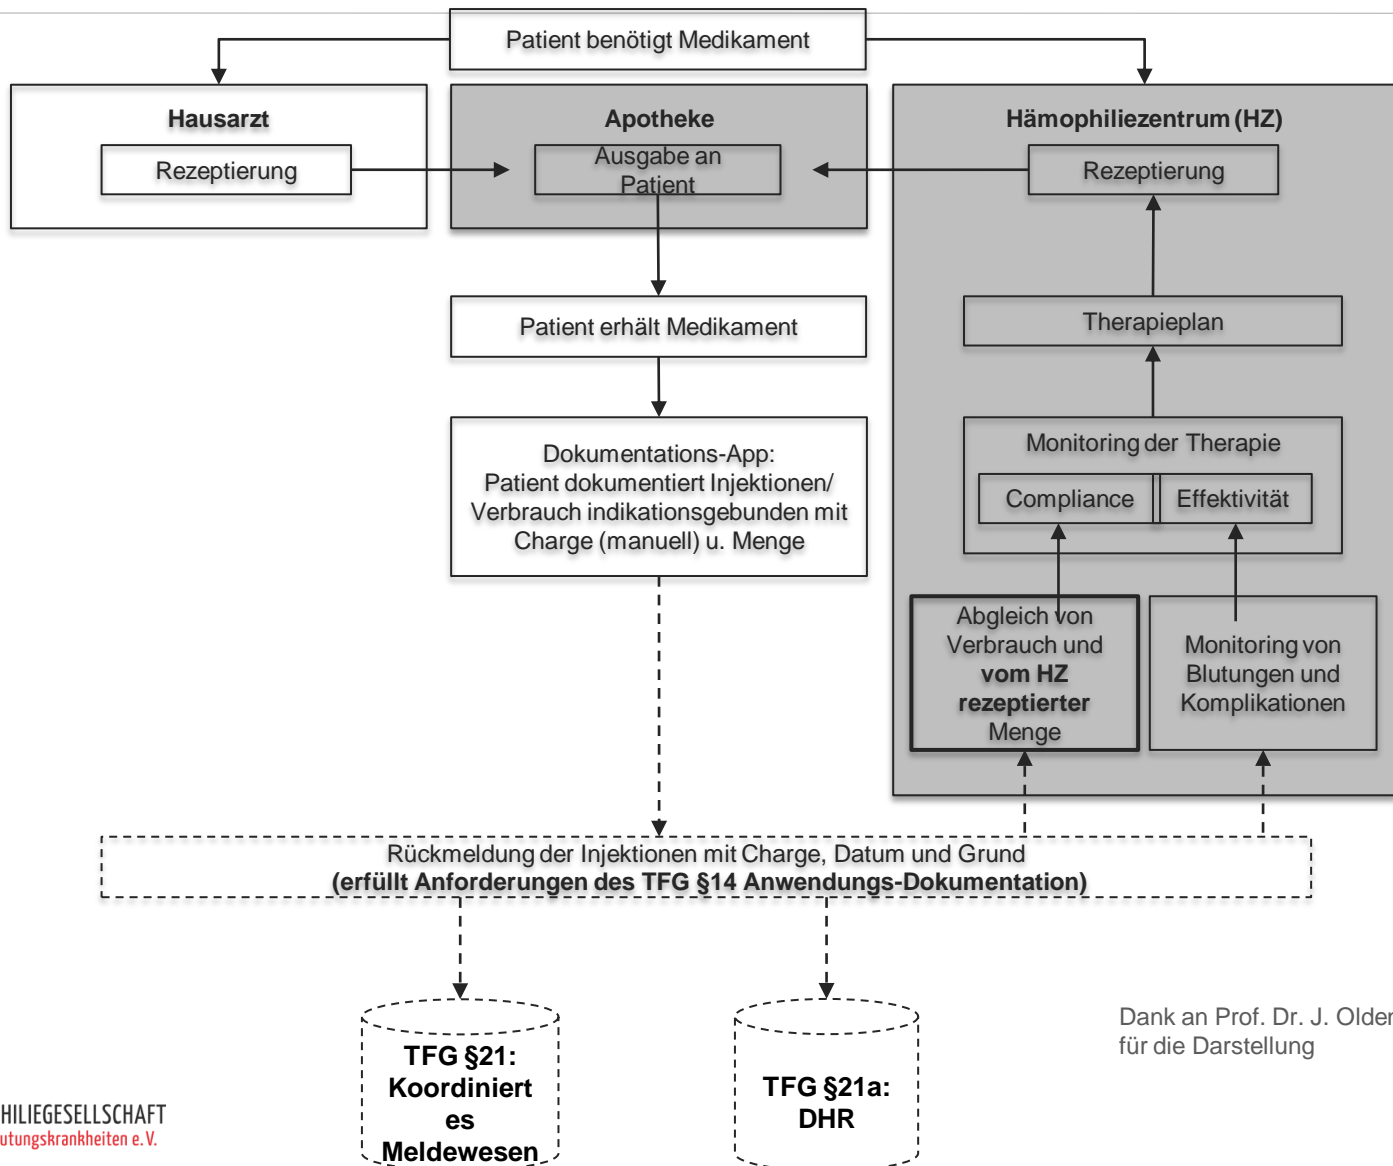 Patient benötigt Medikament
Hausarzt
Rezeptierung
Apotheke
Ausgabe an
Patient
Hämophiliezentrum (HZ)
Rezeptierung
Patient erhält Medikament
Therapieplan
Dokumentations-App:
Patient dokumentiert Injektionen/
Verbrauch indikationsgebunden mit
Charge (manuell) u. Menge
Monitoring der Therapie
Compliance
Effektivität
Abgleich von
Verbrauch und
vom HZ
rezeptierter
Menge
Monitoring von
Blutungen und
Komplikationen
Rückmeldung der Injektionen mit Charge, Datum und Grund
(erfüllt Anforderungen des TFG §14 Anwendungs-Dokumentation)
TFG §21:
Koordiniert
es
Meldewesen
TFG §21a:
DHR
Dank an Prof. Dr. J. Olden
für die Darstellung
HILIEGESELLSCHAFT
utungskrankheiten e.V.